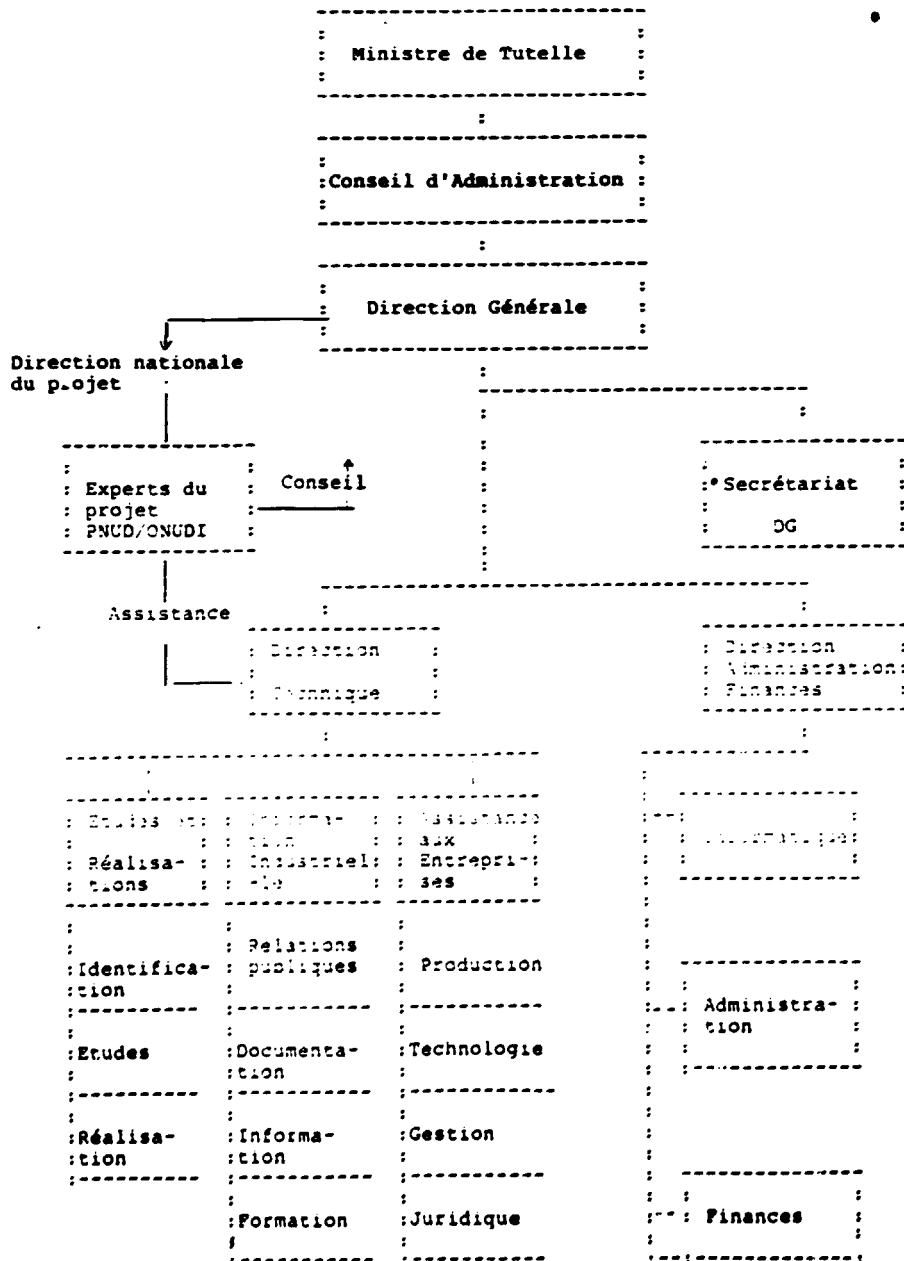 Ministre de Tutelle
Conseil d'Administration
Direction Générale
Direction nationale
du projet
Experts du
projet
PNUD/ONUDI
Conseil
Secrétariat
DG
Assistance
Direction
Technique
Direction
Administration
Finances
Etudes et
Réalisa-
tions
Informa-
tion
Industriel
-le
Assistance
aux
Entrepri-
ses
Informatique
Identifica-
tion
Relations
publiques
Production
Administra-
tion
Etudes
Documenta-
tion
Technologie
Réalisa-
tion
Informa-
tion
Gestion
Formation
Juridique
Finances